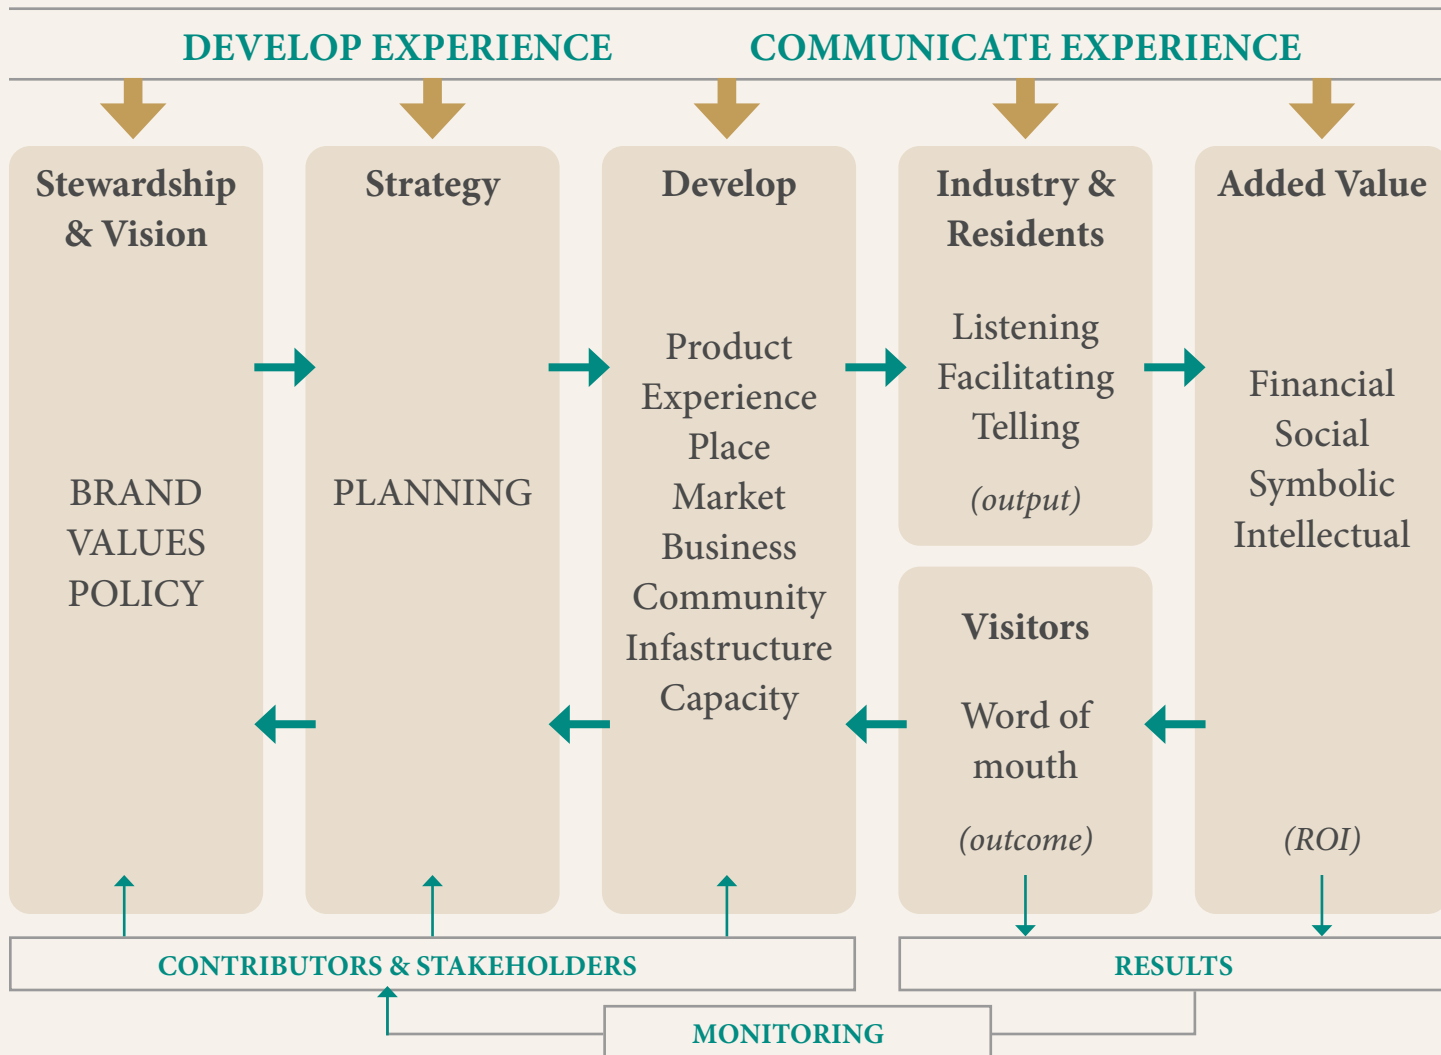 DEVELOP EXPERIENCE
COMMUNICATE EXPERIENCE
Stewardship
& Vision
BRAND
VALUES
POLICY
Strategy
PLANNING
Develop
Product
Experience
Place
Market
Business
Community
Infastructure
Capacity
Industry &
Residents
Listening
Facilitating
Telling
(output)
Visitors
Word of
mouth
(outcome)
Added Value
Financial
Social
Symbolic
Intellectual
(ROI)
CONTRIBUTORS & STAKEHOLDERS
RESULTS
MONITORING